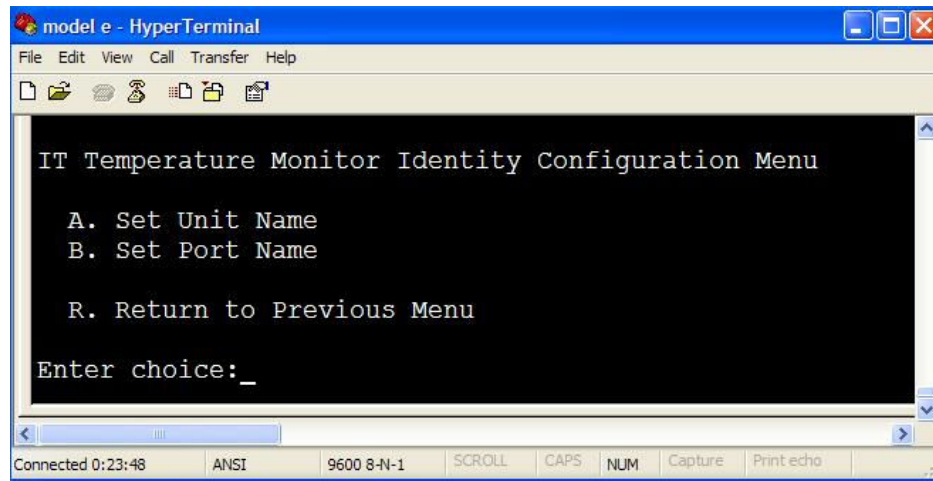 model e - HyperTerminal
File Edit View Call Transfer Help
IT Temperature Monitor Identity Configuration Menu
A. Set Unit Name
B. Set Port Name
R. Return to Previous Menu
Enter choice:_
Connected 0:23:48 ANSI 9600 8-N-1 SCROLL CAPS NUM Capture Print echo